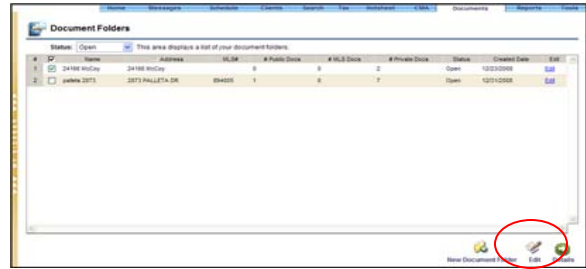 Home Messages Schedule Clients Search Tax Hotsheet CMA Documents Reports Tools
Document Folders
Status: Open This area displays a list of your document folders.
# Name Address MLS# # Public Docs # MLS Docs # Private Docs Status Created Date Edit
1 24166 McCoy 24166 McCoy 0 0 2 Open 12/23/2008 Edit
2 palleta 2873 2873 PALLETA DR 1 0 7 Open 12/31/2008 Edit
New Document Folder Edit Details